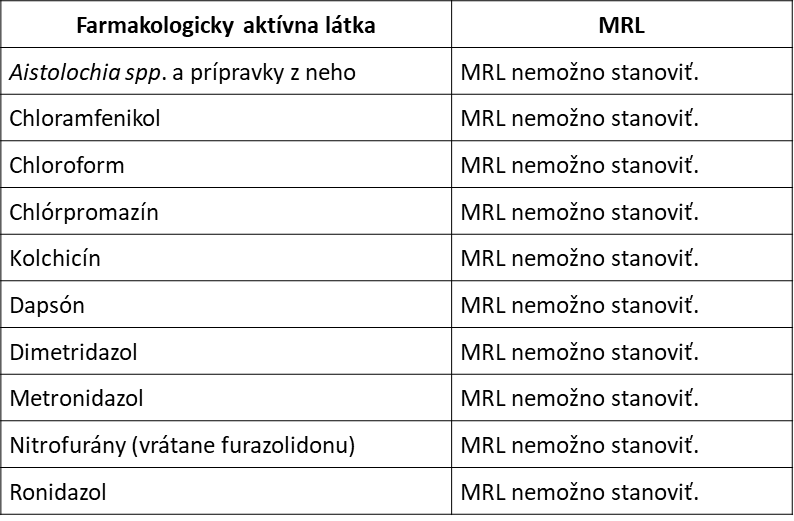 Farmakologicky aktívna látka MRL
Aistolochia spp. a prípravky z neho MRL nemožno stanoviť.
Chloramfenikol MRL nemožno stanoviť.
Chloroform MRL nemožno stanoviť.
Chlórpromazín MRL nemožno stanoviť.
Kolchicín MRL nemožno stanoviť.
Dapsón MRL nemožno stanoviť.
Dimetridazol MRL nemožno stanoviť.
Metronidazol MRL nemožno stanoviť.
Nitrofurány (vrátane furazolidonu) MRL nemožno stanoviť.
Ronidazol MRL nemožno stanoviť.